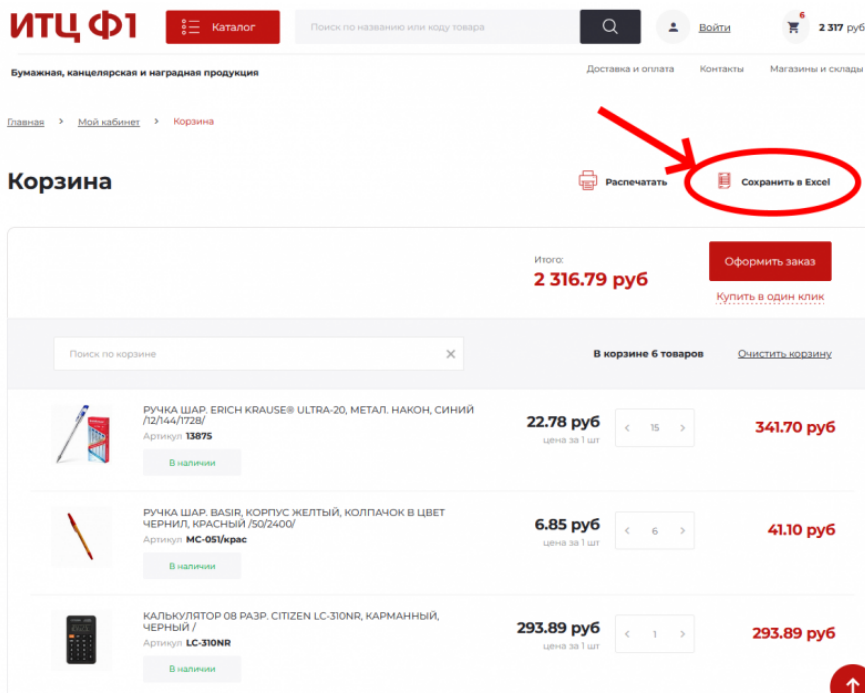 ИТЦ Ф1
Каталог
Поиск по названию или коду товара
Войти
6
2 317 руб
Бумажная, канцелярская и наградная продукция
Доставка и оплата
Контакты
Магазины и склады
Главная > Мой кабинет > Корзина
Корзина
Распечатать
Сохранить в Excel
Итого:
2 316.79 руб
Оформить заказ
Купить в один клик
Поиск по корзине
В корзине 6 товаров
Очистить корзину
РУЧКА ШАР. ERICH KRAUSE® ULTRA-20, МЕТАЛ. НАКОН, СИНИЙ
/12/144/1728/
Артикул 13875
В наличии
22.78 руб
цена за 1 шт
< 15 >
341.70 руб
РУЧКА ШАР. BASIR, КОРПУС ЖЕЛТЫЙ, КОЛПАЧОК В ЦВЕТ
ЧЕРНИЛ, КРАСНЫЙ /50/2400/
Артикул МС-051/крас
В наличии
6.85 руб
цена за 1 шт
< 6 >
41.10 руб
КАЛЬКУЛЯТОР 08 РАЗР. CITIZEN LC-310NR, КАРМАННЫЙ,
ЧЕРНЫЙ /
Артикул LC-310NR
В наличии
293.89 руб
цена за 1 шт
< 1 >
293.89 руб